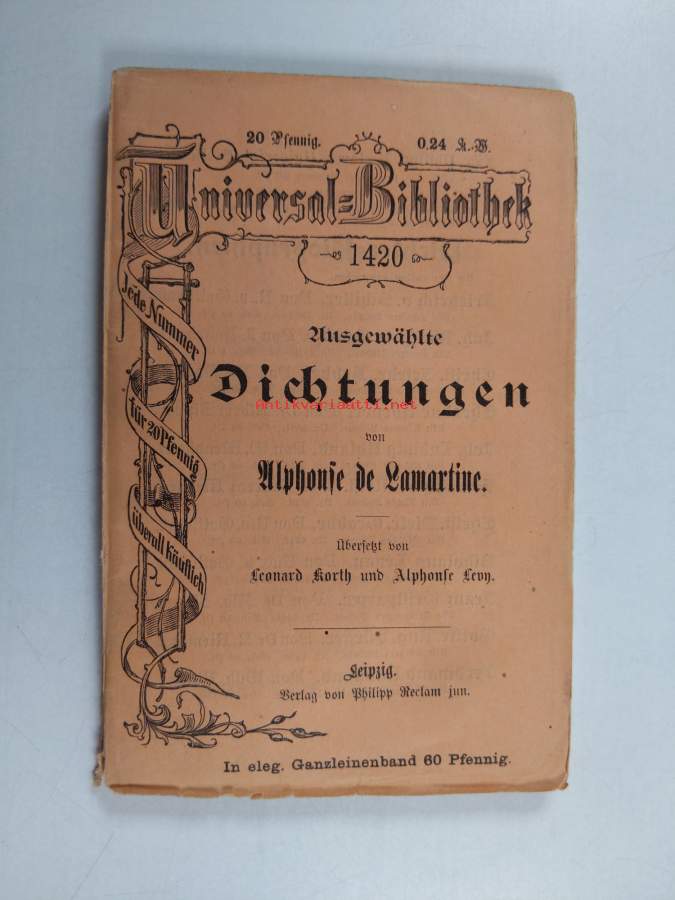 20 Pfennig. 0,24 K.-W.
Universal-Bibliothek
1420
Jede Nummer
für 20 Pfennig
überall käuflich
Ausgewählte
Dichtungen
Antikvariaatti.net
von
Alphonse de Lamartine.
Übersetzt von
Leonard Korth und Alphonse Levy.
Leipzig.
Verlag von Philipp Reclam jun.
In eleg. Ganzleinenband 60 Pfennig.